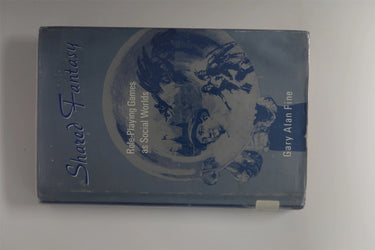 Shared Fantasy
Role-Playing Games
as Social Worlds
Gary Alan Fine